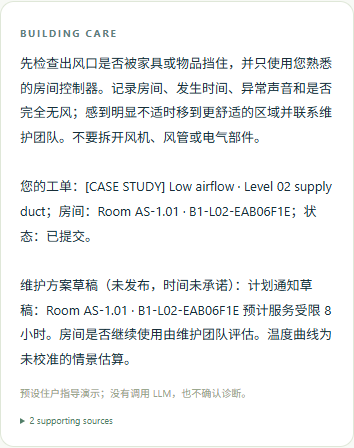 BUILDING CARE
先检查出风口是否被家具或物品挡住，并只使用您熟悉
的房间控制器。记录房间、发生时间、异常声音和是否
完全无风；感到明显不适时移到更舒适的区域并联系维
护团队。不要拆开风机、风管或电气部件。
您的工单：[CASE STUDY] Low airflow · Level 02 supply
duct；房间：Room AS-1.01 · B1-L02-EAB06F1E；状
态：已提交。
维护方案草稿（未发布，时间未承诺）：计划通知草
稿：Room AS-1.01 · B1-L02-EAB06F1E 预计服务受限 8
小时。房间是否继续使用由维护团队评估。温度曲线为
未校准的情景估算。
预设住户指导演示；没有调用 LLM，也不确认诊断。
▶ 2 supporting sources